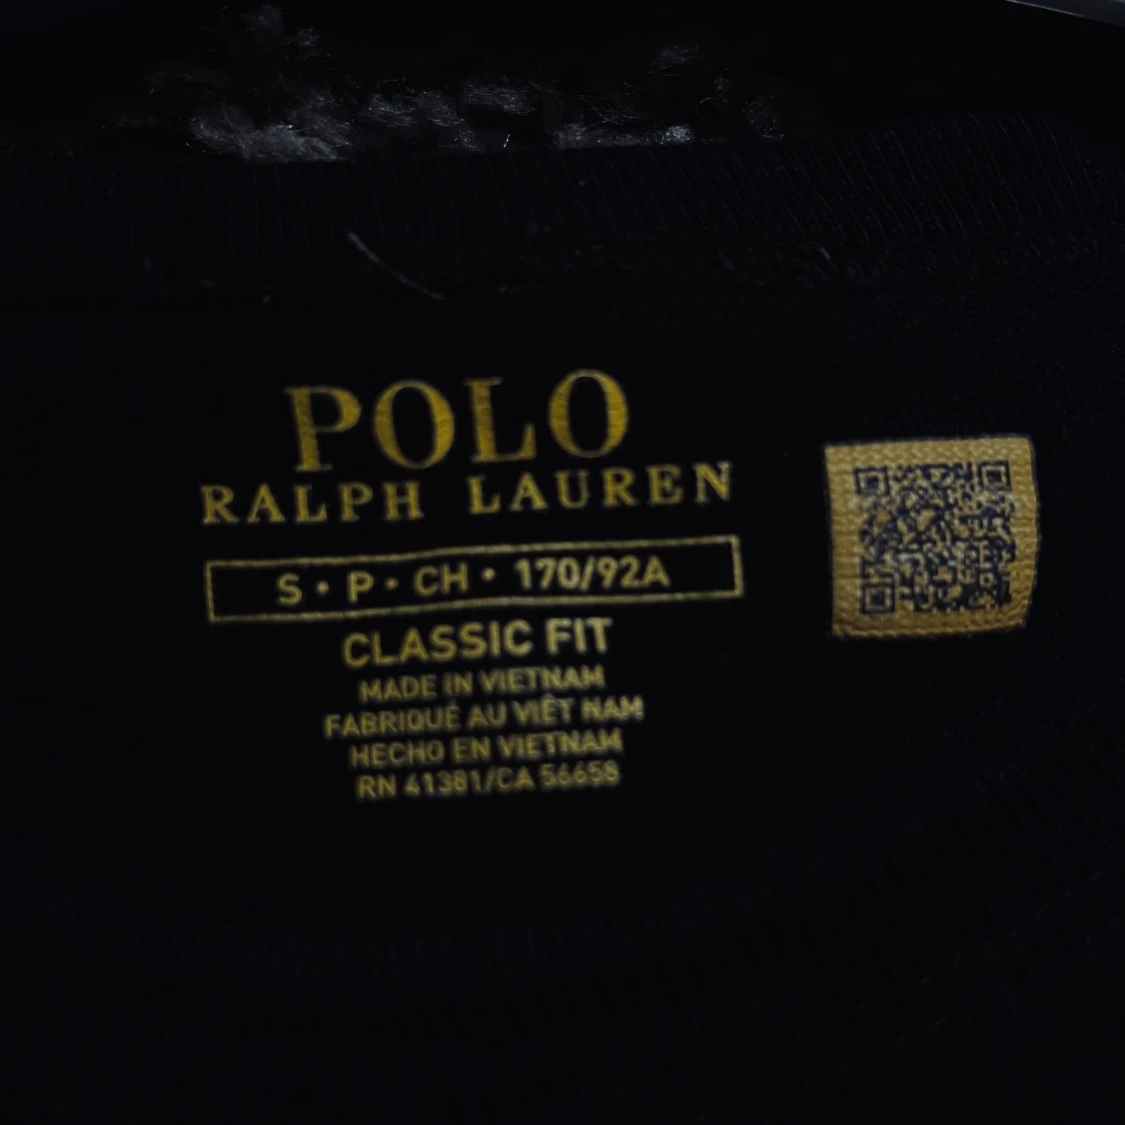 POLO
RALPH LAUREN
S • P • CH • 170/92A
CLASSIC FIT
MADE IN VIETNAM
FABRIQUÉ AU VIÊT NAM
HECHO EN VIETNAM
RN 41381/CA 56658